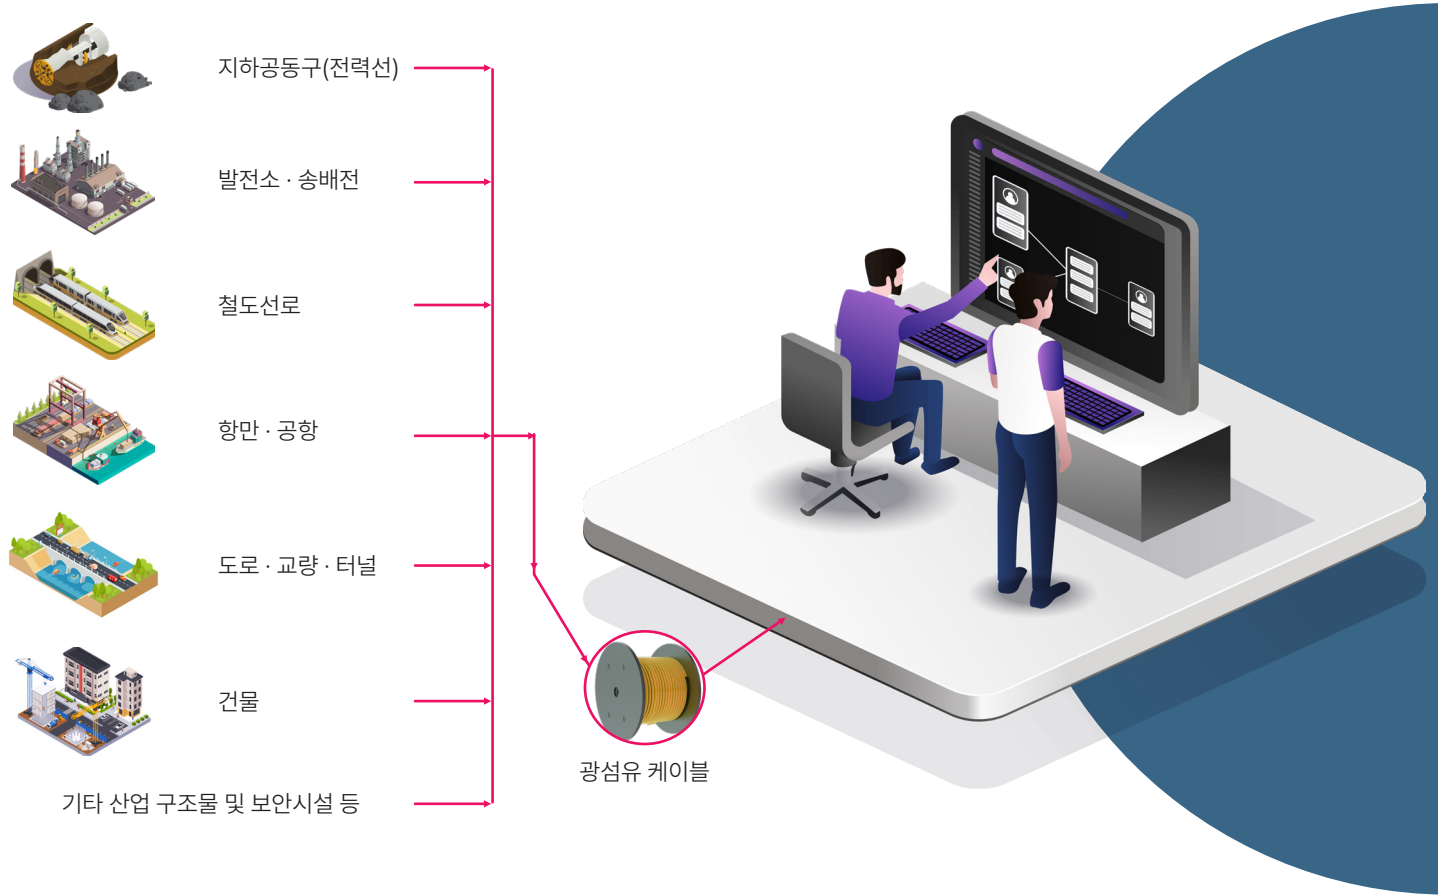 지하공동구(전력선)
발전소 · 송배전
철도선로
항만 · 공항
도로 · 교량 · 터널
건물
광섬유 케이블
기타 산업 구조물 및 보안시설 등